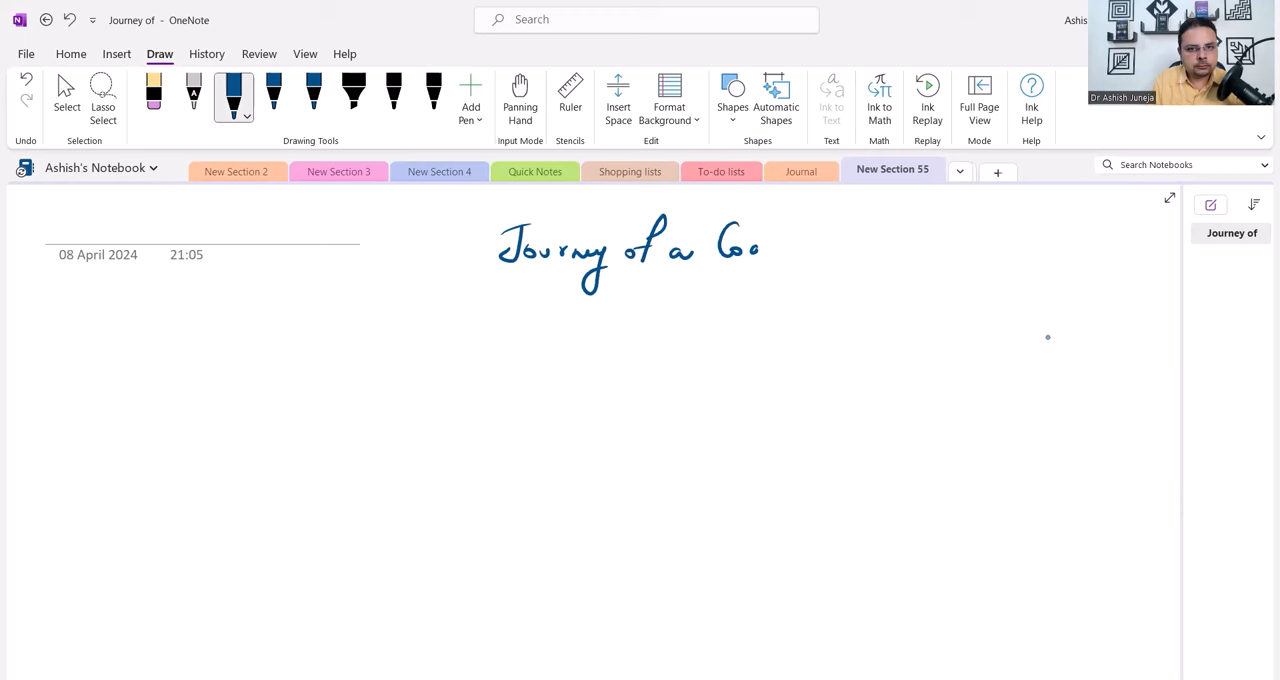 Journey of - OneNote
Search
Ashis
File Home Insert Draw History Review View Help
Undo
Select
Lasso Select
Selection
A
Drawing Tools
Add Pen
Panning Hand
Input Mode
Ruler
Stencils
Insert Space
Format Background
Edit
Shapes
Automatic Shapes
Shapes
Ink to Text
Text
Ink to Math
Math
Ink Replay
Replay
Full Page View
Mode
Ink Help
Help
Dr Ashish Juneja
Ashish's Notebook
New Section 2 New Section 3 New Section 4 Quick Notes Shopping lists To-do lists Journal New Section 55
Search Notebooks
Journey of
Journey of a Coa
08 April 2024 21:05